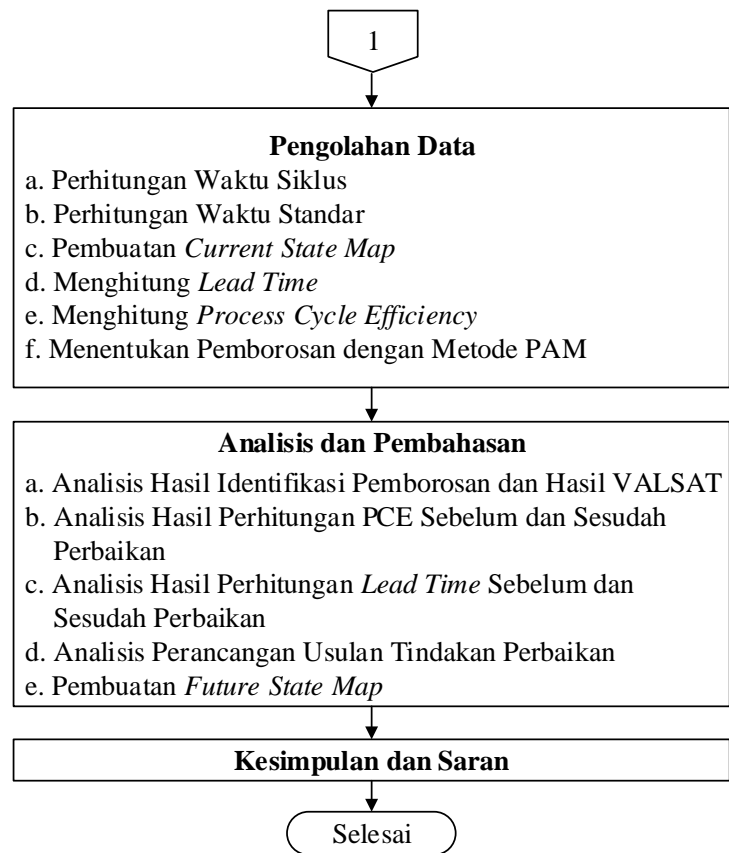 1
Pengolahan Data
a. Perhitungan Waktu Siklus
b. Perhitungan Waktu Standar
c. Pembuatan Current State Map
d. Menghitung Lead Time
e. Menghitung Process Cycle Efficiency
f. Menentukan Pemborosan dengan Metode PAM
Analisis dan Pembahasan
a. Analisis Hasil Identifikasi Pemborosan dan Hasil VALSAT
b. Analisis Hasil Perhitungan PCE Sebelum dan Sesudah
Perbaikan
c. Analisis Hasil Perhitungan Lead Time Sebelum dan
Sesudah Perbaikan
d. Analisis Perancangan Usulan Tindakan Perbaikan
e. Pembuatan Future State Map
Kesimpulan dan Saran
Selesai